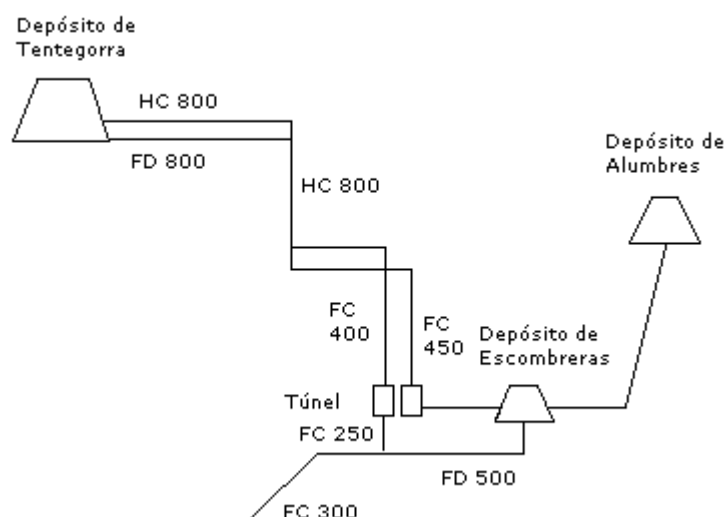 Depósito de
Tentegorra
HC 800
FD 800
HC 800
Depósito de
Alumbres
FC
400
FC
450
Depósito de
Escombreras
Túnel
FC 250
FD 500
FC 300